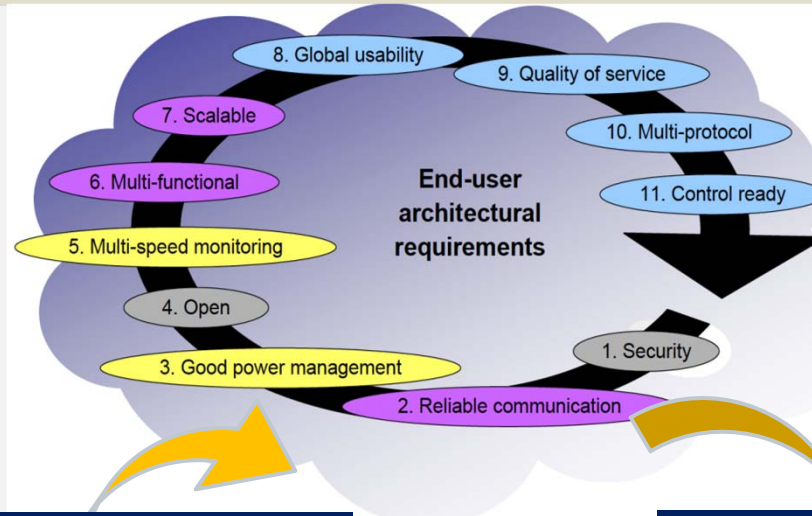 8. Global usability
9. Quality of service
7. Scalable
10. Multi-protocol
6. Multi-functional
End-user
architectural
requirements
11. Control ready
5. Multi-speed monitoring
4. Open
1. Security
3. Good power management
2. Reliable communication